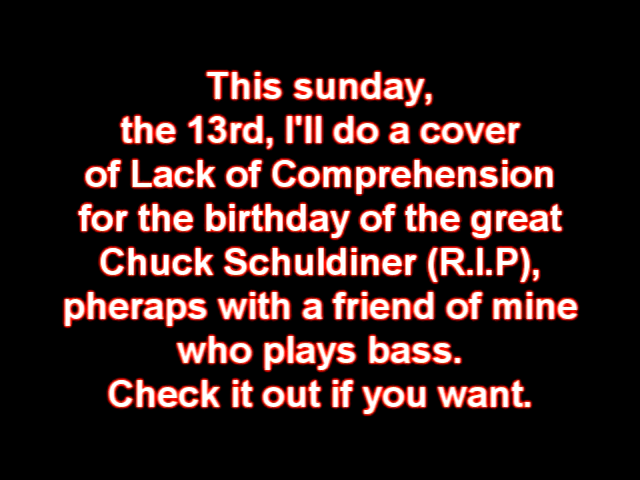 This sunday,
the 13rd, I'll do a cover
of Lack of Comprehension
for the birthday of the great
Chuck Schuldiner (R.I.P),
pheraps with a friend of mine
who plays bass.
Check it out if you want.